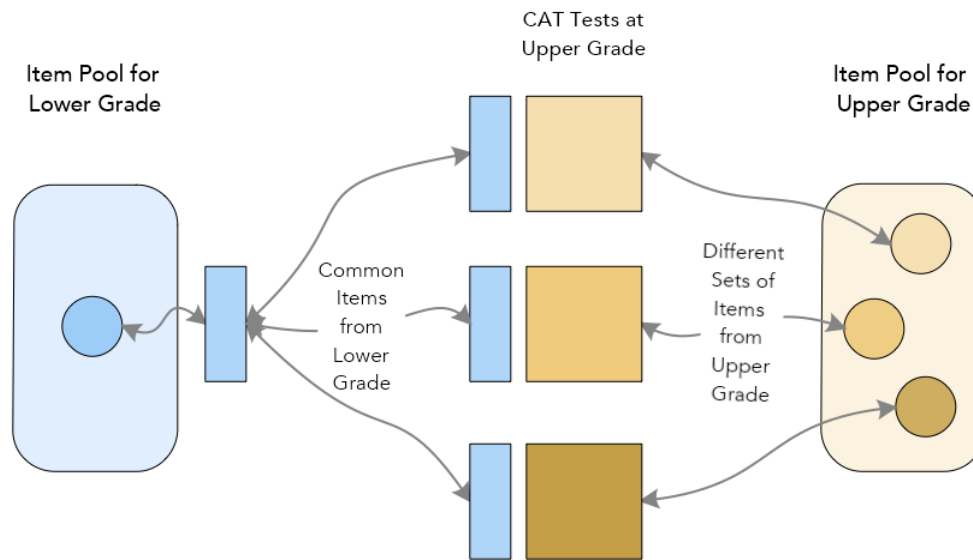 CAT Tests at
Upper Grade
Item Pool for
Lower Grade
Item Pool for
Upper Grade
Common
Items
from
Lower
Grade
Different
Sets of
Items
from
Upper
Grade